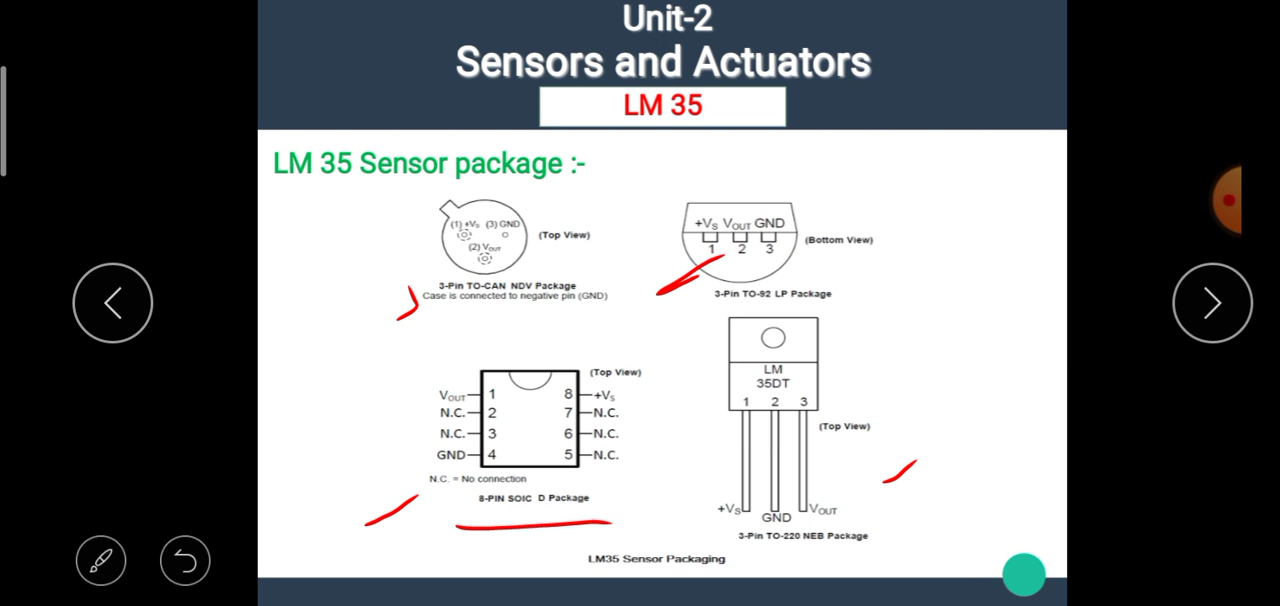 Unit-2
Sensors and Actuators
LM 35
LM 35 Sensor package :-
(1) +Vs (3) GND
(2) VOUT
(Top View)
3-Pin TO-CAN NDV Package
Case is connected to negative pin (GND)
+VS VOUT GND
1 2 3
(Bottom View)
3-Pin TO-92 LP Package
(Top View)
VOUT 1 8 +VS
N.C. 2 7 N.C.
N.C. 3 6 N.C.
GND 4 5 N.C.
N.C. = No connection
8-PIN SOIC D Package
LM
35DT
1 2 3
(Top View)
+VS GND VOUT
3-Pin TO-220 NEB Package
LM35 Sensor Packaging